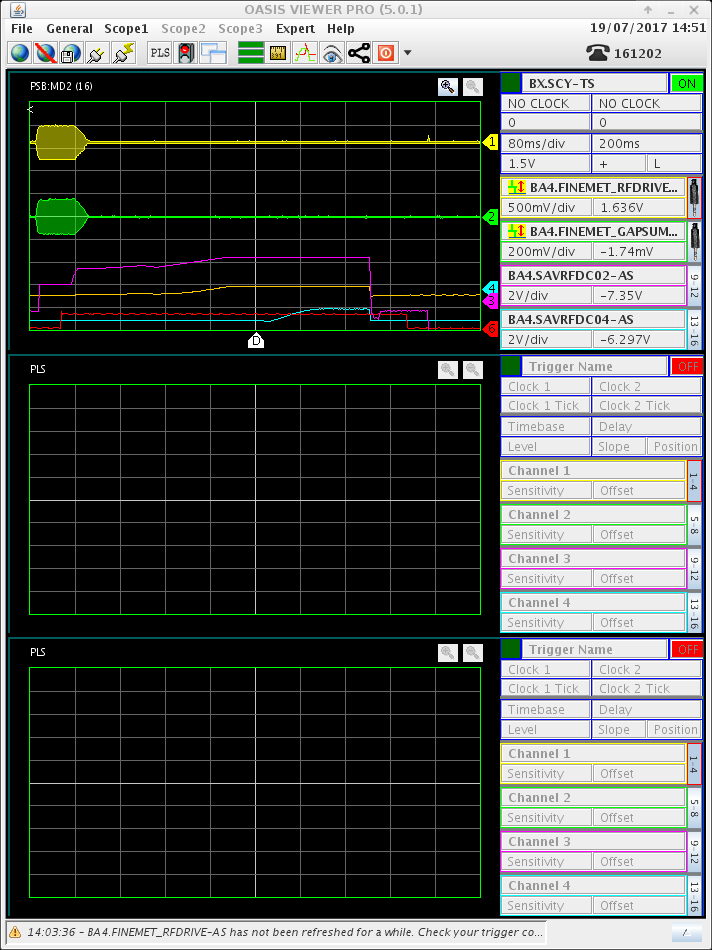 OASIS VIEWER PRO (5.0.1)
File General Scope1 Scope2 Scope3 Expert Help
19/07/2017 14:51
PLS
161202
PSB:MD2 (16)
<
1
2
4
3
D
BX.SCY-TS ON
NO CLOCK NO CLOCK
0 0
80ms/div 200ms
1.5V + L
BA4.FINEMET_RFDRIVE...
500mV/div 1.636V
BA4.FINEMET_GAPSUM...
200mV/div -1.74mV
BA4.SAVRFDC02-AS
2V/div -7.35V
9-12
BA4.SAVRFDC04-AS
2V/div -6.297V
13-16
PLS
Trigger Name OFF
Clock 1 Clock 2
Clock 1 Tick Clock 2 Tick
Timebase Delay
Level Slope Position
Channel 1
Sensitivity Offset
1-4
Channel 2
Sensitivity Offset
5-8
Channel 3
Sensitivity Offset
9-12
Channel 4
Sensitivity Offset
13-16
PLS
Trigger Name OFF
Clock 1 Clock 2
Clock 1 Tick Clock 2 Tick
Timebase Delay
Level Slope Position
Channel 1
Sensitivity Offset
1-4
Channel 2
Sensitivity Offset
5-8
Channel 3
Sensitivity Offset
9-12
Channel 4
Sensitivity Offset
13-16
14:03:36 - BA4.FINEMET_RFDRIVE-AS has not been refreshed for a while. Check your trigger co...